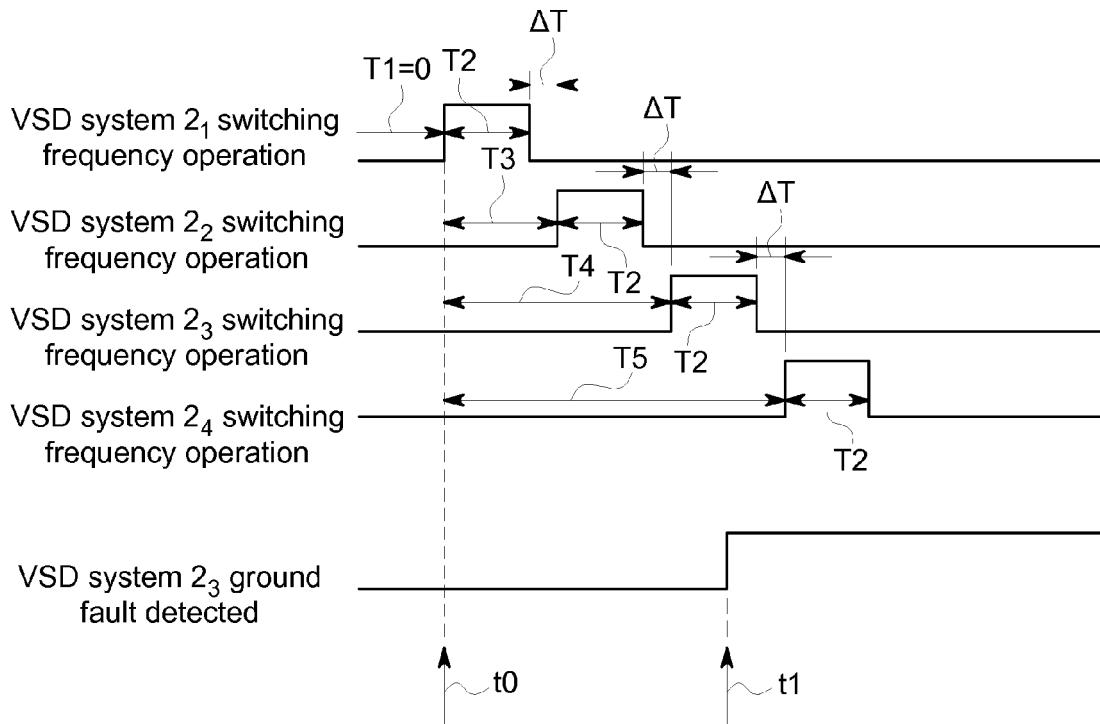 ΔT
T1=0
T2
VSD system 2₁ switching
frequency operation
ΔT
T3
VSD system 2₂ switching
frequency operation
ΔT
T4
T2
VSD system 2₃ switching
frequency operation
T5
T2
VSD system 2₄ switching
frequency operation
T2
VSD system 2₃ ground
fault detected
t0
t1